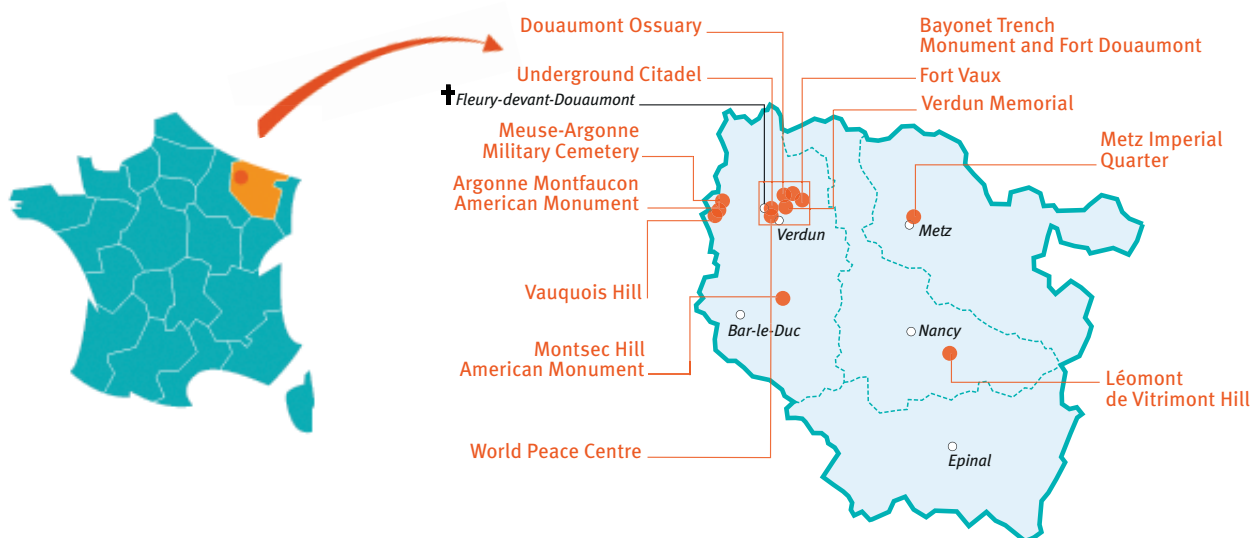 Douaumont Ossuary
Bayonet Trench
Monument and Fort Douaumont
Underground Citadel
Fort Vaux
Fleury-devant-Douaumont
Verdun Memorial
Meuse-Argonne
Military Cemetery
Metz Imperial
Quarter
Argonne Montfaucon
American Monument
Verdun
Metz
Vauquois Hill
Bar-le-Duc
Nancy
Montsec Hill
American Monument
Léomont
de Vitrimont Hill
World Peace Centre
Epinal